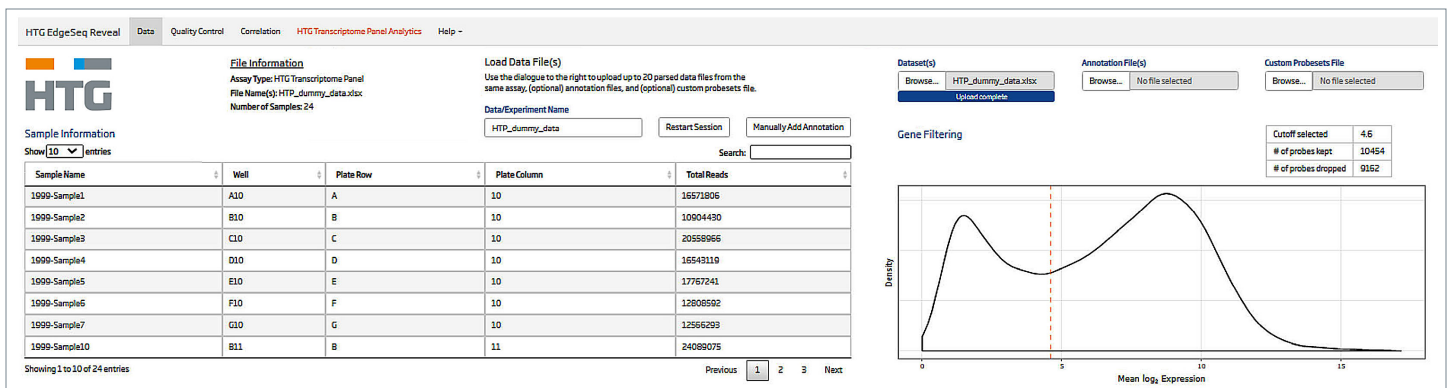 HTG EdgeSeq Reveal Data Quality Control Correlation HTG Transcriptome Panel Analytics Help
HTG
File Information
Assay Type: HTG Transcriptome Panel
File Name(s): HTP_dummy_data.xlsx
Number of Samples: 24
Load Data File(s)
Use the dialogue to the right to upload up to 20 parsed data files from the
same assay, (optional) annotation files, and (optional) custom probesets file.
Data/Experiment Name
HTP_dummy_data Restart Session Manually Add Annotation
Sample Information
Show 10 entries
Search:
Sample Name Well Plate Row Plate Column Total Reads
1999-Sample1 A10 A 10 16571806
1999-Sample2 B10 B 10 10904430
1999-Sample3 C10 C 10 20558966
1999-Sample4 D10 D 10 16543119
1999-Sample5 E10 E 10 17767241
1999-Sample6 F10 F 10 12808592
1999-Sample7 G10 G 10 12566293
1999-Sample10 B11 B 11 24089075
Showing 1 to 10 of 24 entries
Previous 1 2 3 Next
Dataset(s)
Browse... HTP_dummy_data.xlsx
Upload complete
Annotation File(s)
Browse... No file selected
Custom Probesets File
Browse... No file selected
Gene Filtering
Cutoff selected 4.6
# of probes kept 10454
# of probes dropped 9162
Density
0 5 10 15
Mean log₂ Expression